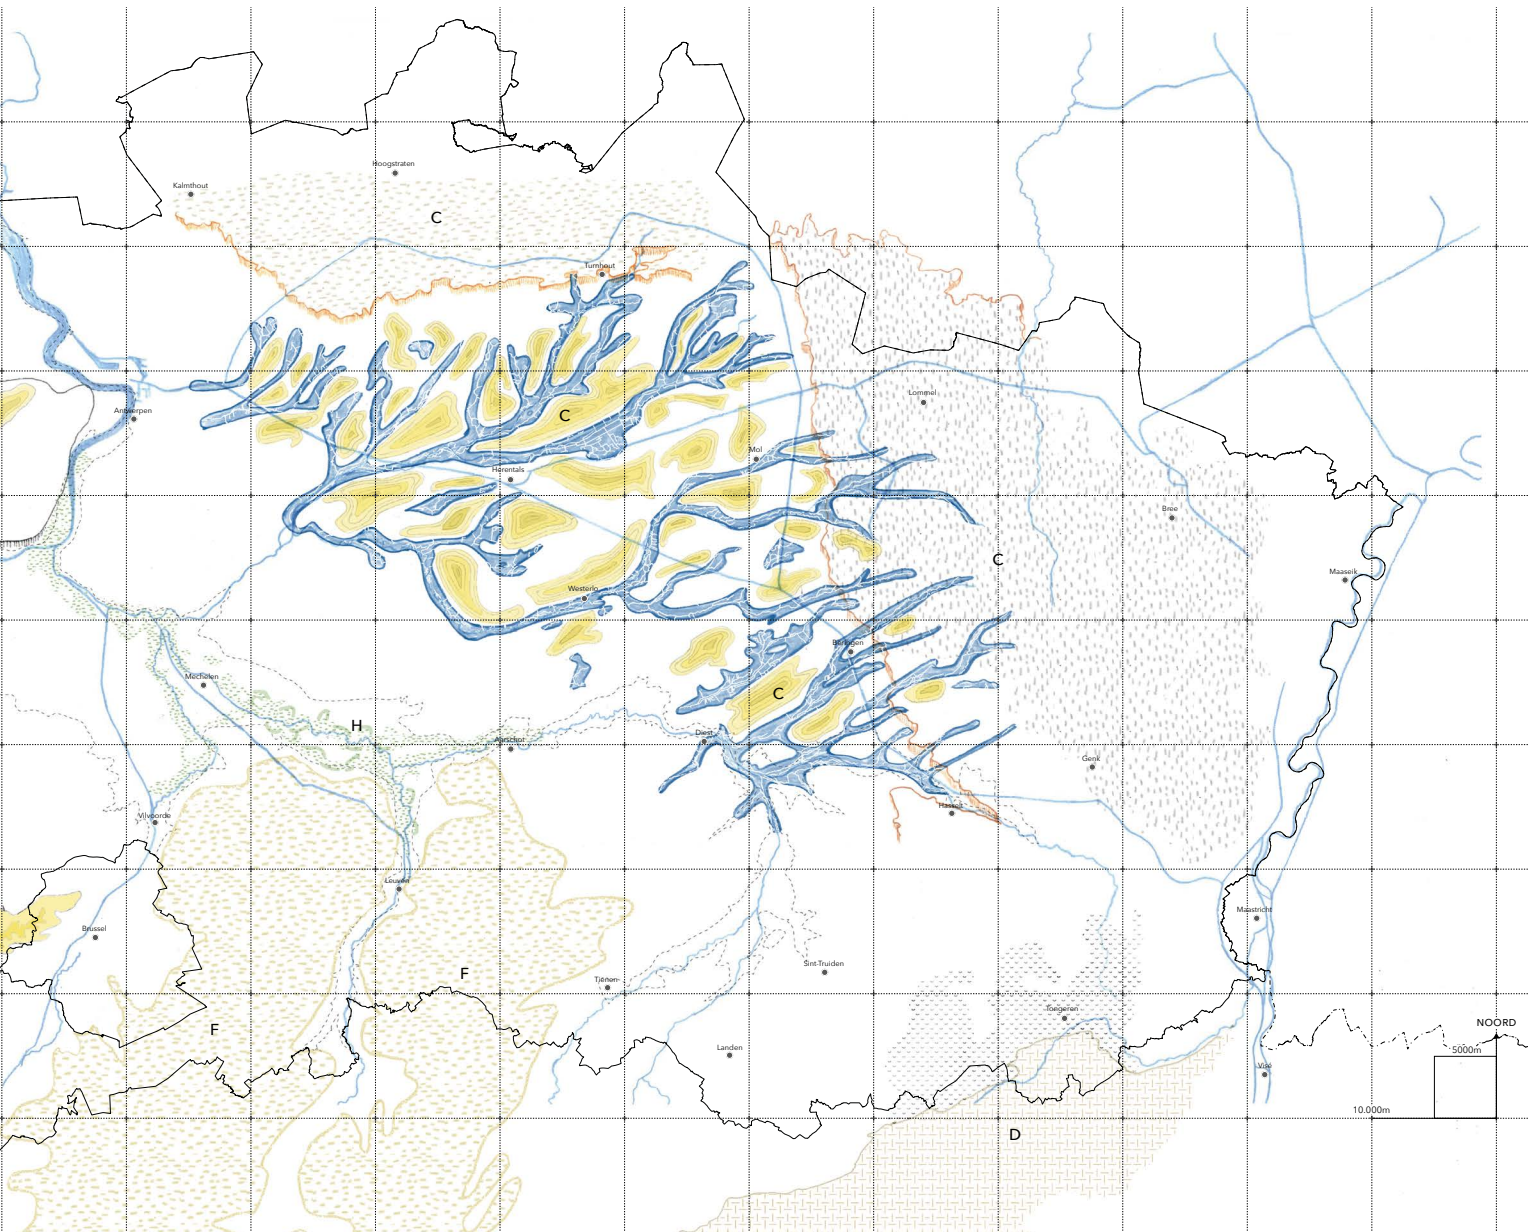 Hoogstraten
Kalmthout
C
Turnhout
Lommel
Antwerpen
C
Mol
Herentals
Bree
C
Maaseik
Westerlo
Beringen
Mechelen
C
H
Diest
Aarschot
Genk
Hasselt
Vilvoorde
Leuven
Maastricht
Brussel
Sint-Truiden
F
Tienen
Tongeren
NOORD
F
Landen
5000m
Visé
10.000m
D